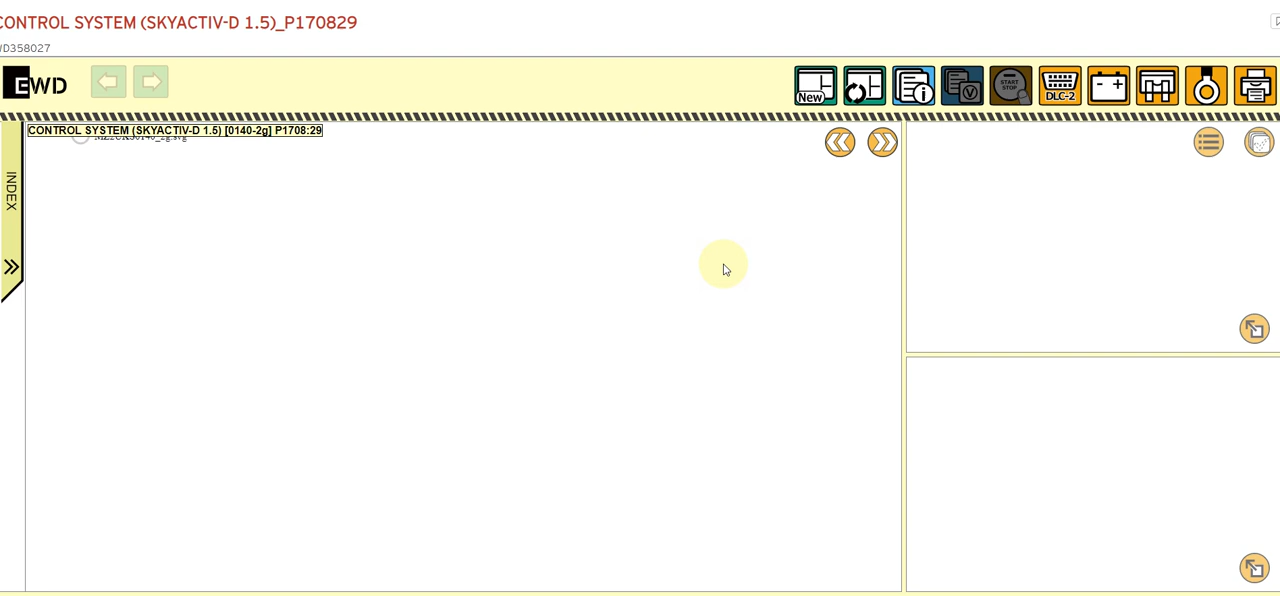 CONTROL SYSTEM (SKYACTIV-D 1.5)_P170829
WD358027
EWD
New
START
STOP
DLC-2
CONTROL SYSTEM (SKYACTIV-D 1.5) [0140-2g] P1708:29
INDEX